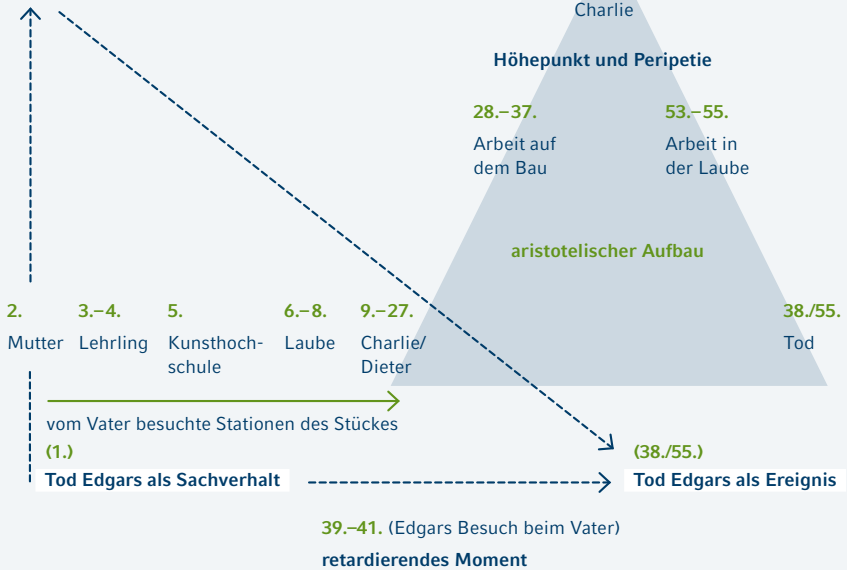 Charlie
Höhepunkt und Peripetie
28.–37.
53.–55.
Arbeit auf
dem Bau
Arbeit in
der Laube
aristotelischer Aufbau
2.
3.–4.
5.
6.–8.
9.–27.
38./55.
Mutter
Lehrling
Kunsthoch-
schule
Laube
Charlie/
Dieter
Tod
vom Vater besuchte Stationen des Stückes
(1.)
(38./55.)
Tod Edgars als Sachverhalt
Tod Edgars als Ereignis
39.–41. (Edgars Besuch beim Vater)
retardierendes Moment